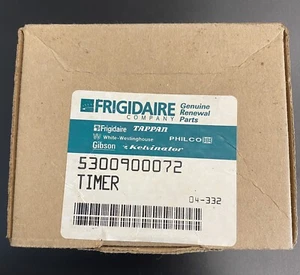 FRIGIDAIRE
COMPANY
Genuine
Renewal
Parts
Frigidaire TAPPAN
White-Westinghouse PHILCO
Gibson Kelvinator
5300900072
TIMER
04-332